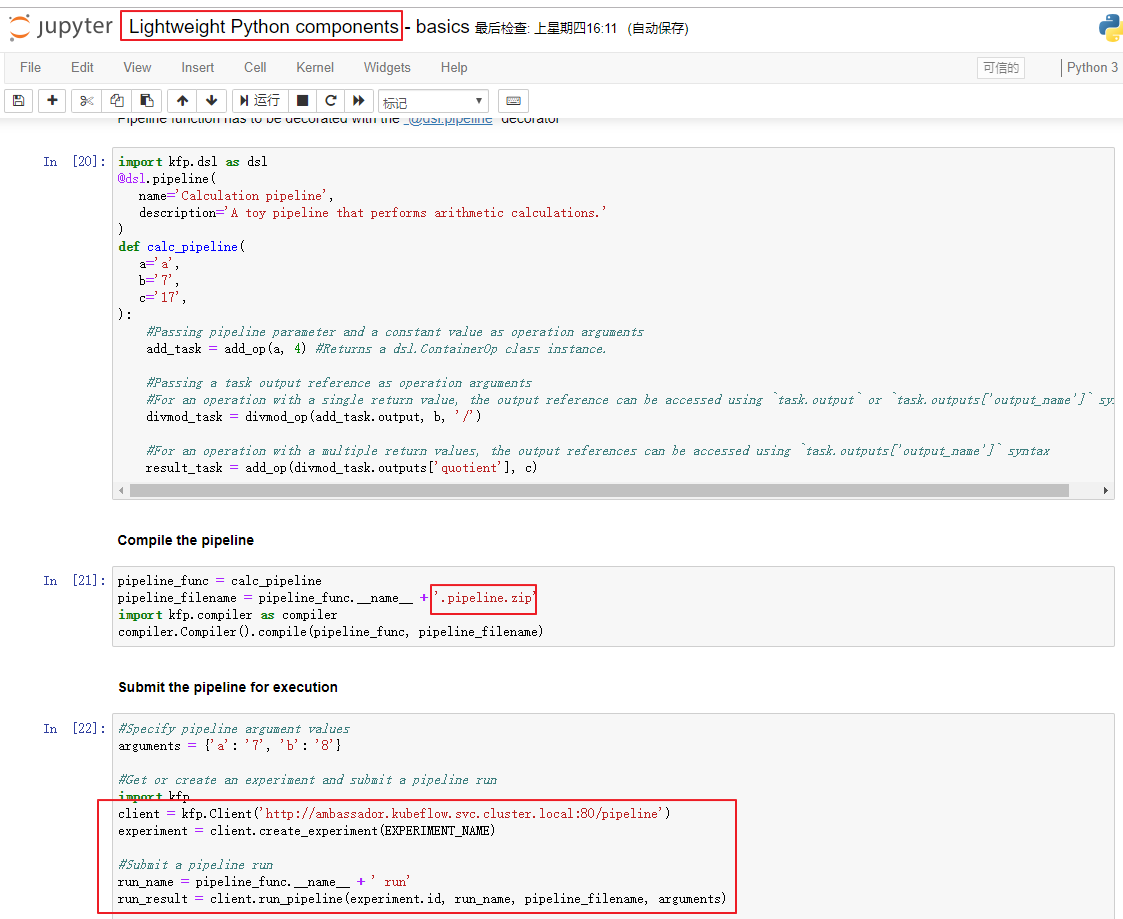 jupyter Lightweight Python components - basics 最后检查: 上星期四16:11 (自动保存)
File Edit View Insert Cell Kernel Widgets Help 可信的 Python 3
运行 标记
Pipeline function has to be decorated with the `@dsl.pipeline` decorator
In [20]: import kfp.dsl as dsl
@dsl.pipeline(
name='Calculation pipeline',
description='A toy pipeline that performs arithmetic calculations.'
)
def calc_pipeline(
a='a',
b='7',
c='17',
):
#Passing pipeline parameter and a constant value as operation arguments
add_task = add_op(a, 4) #Returns a dsl.ContainerOp class instance.
#Passing a task output reference as operation arguments
#For an operation with a single return value, the output reference can be accessed using `task.output` or `task.outputs['output_name']`
divmod_task = divmod_op(add_task.output, b, '/')
#For an operation with a multiple return values, the output references can be accessed using `task.outputs['output_name']` syntax
result_task = add_op(divmod_task.outputs['quotient'], c)
Compile the pipeline
In [21]: pipeline_func = calc_pipeline
pipeline_filename = pipeline_func.__name__ + '.pipeline.zip'
import kfp.compiler as compiler
compiler.Compiler().compile(pipeline_func, pipeline_filename)
Submit the pipeline for execution
In [22]: #Specify pipeline argument values
arguments = {'a': '7', 'b': '8'}
#Get or create an experiment and submit a pipeline run
import kfp
client = kfp.Client('http://ambassador.kubeflow.svc.cluster.local:80/pipeline')
experiment = client.create_experiment(EXPERIMENT_NAME)
#Submit a pipeline run
run_name = pipeline_func.__name__ + ' run'
run_result = client.run_pipeline(experiment.id, run_name, pipeline_filename, arguments)